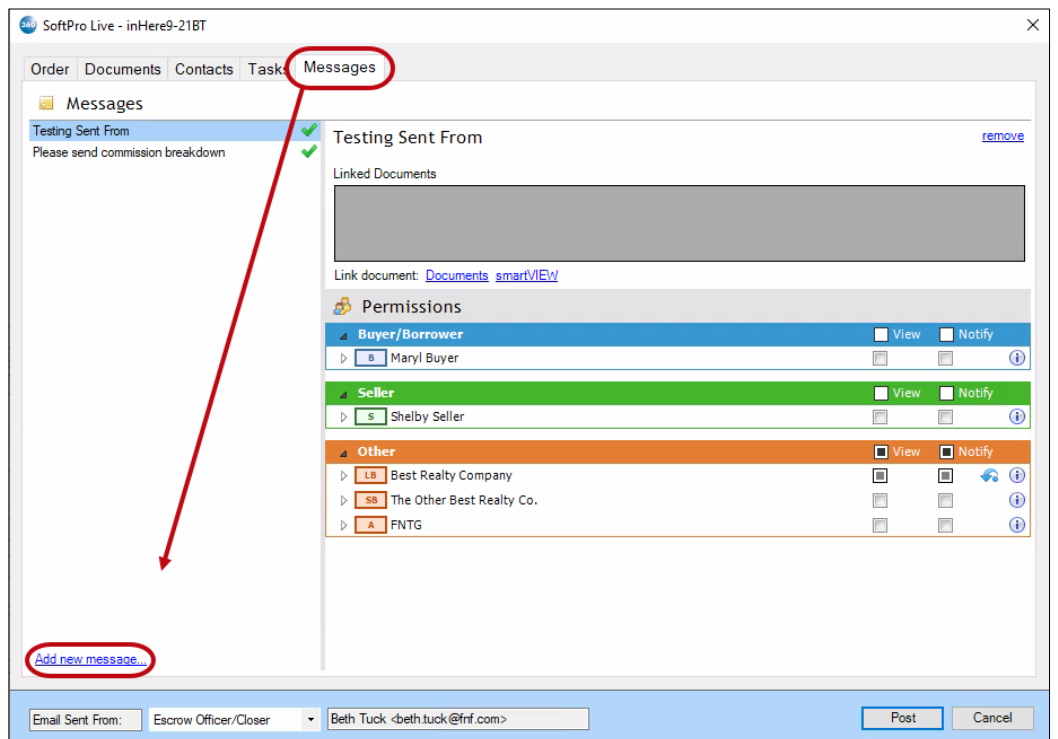 360 SoftPro Live - inHere9-21BT
Order Documents Contacts Tasks Messages
Messages
Testing Sent From
Please send commission breakdown
Testing Sent From remove
Linked Documents
Link document: Documents smartVIEW
Permissions
Buyer/Borrower View Notify
B Maryl Buyer
Seller View Notify
S Shelby Seller
Other View Notify
LB Best Realty Company
SB The Other Best Realty Co.
A FNTG
Add new message...
Email Sent From: Escrow Officer/Closer Beth Tuck <beth.tuck@fnf.com> Post Cancel